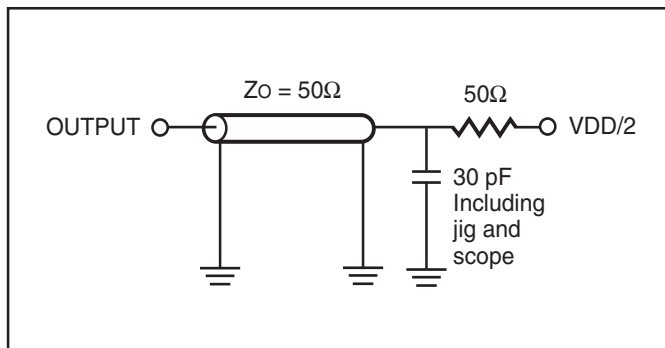 ZO = 50Ω
50Ω
OUTPUT
VDD/2
30 pF
Including
jig and
scope